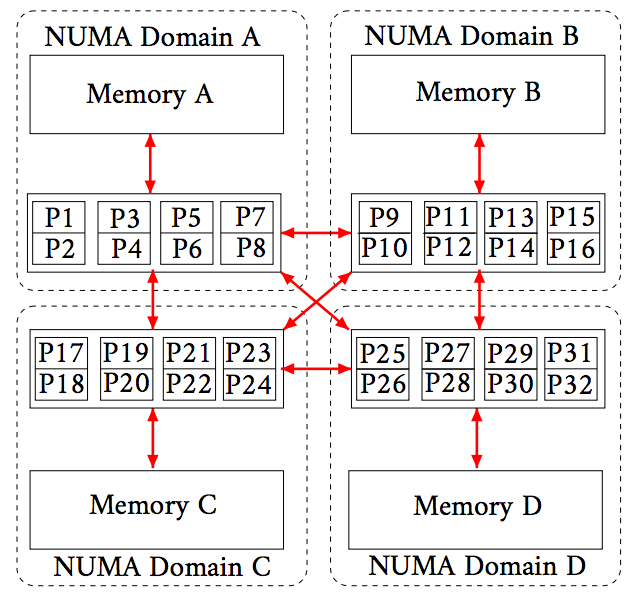 NUMA Domain A
Memory A
P1 P3 P5 P7
P2 P4 P6 P8
NUMA Domain B
Memory B
P9 P11 P13 P15
P10 P12 P14 P16
P17 P19 P21 P23
P18 P20 P22 P24
Memory C
NUMA Domain C
P25 P27 P29 P31
P26 P28 P30 P32
Memory D
NUMA Domain D